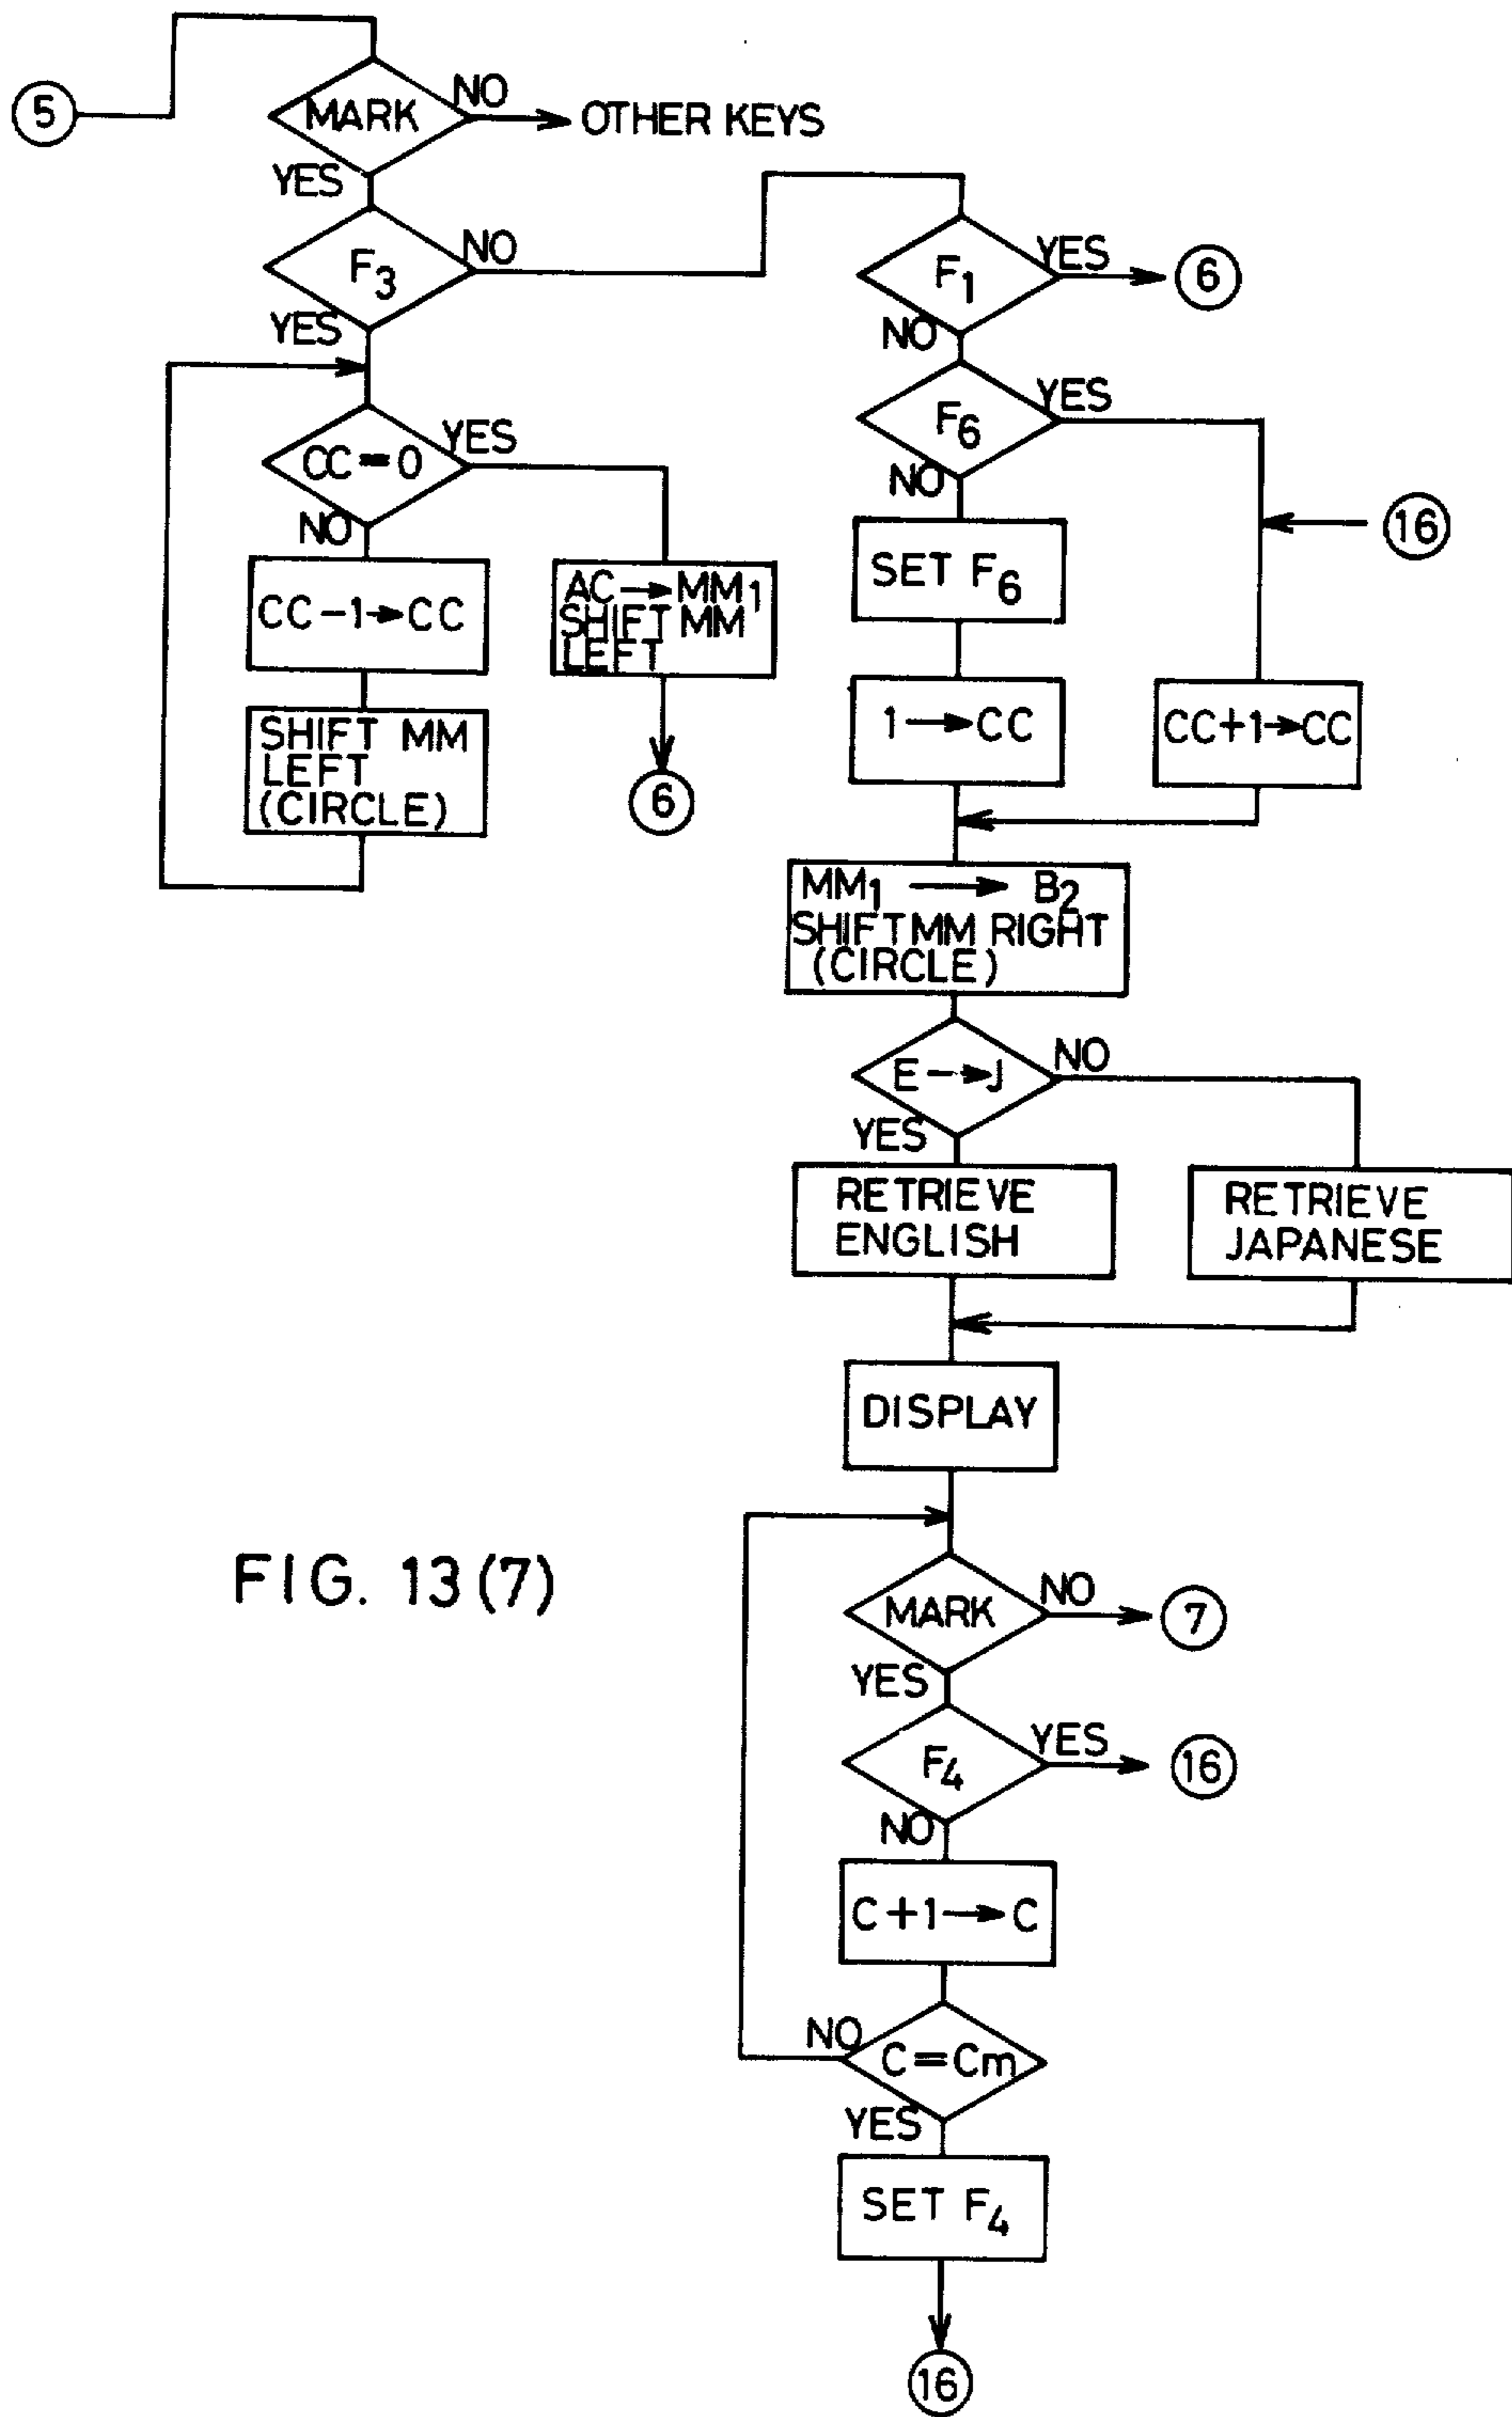 5
MARK
NO
OTHER KEYS
YES
F3
NO
YES
CC=0
YES
NO
CC-1→CC
SHIFT MM
LEFT
(CIRCLE)
AC→MM1
SHIFT MM
LEFT
6
F1
YES
6
NO
F6
YES
NO
16
SET F6
1→CC
CC+1→CC
MM1 → B2
SHIFT MM RIGHT
(CIRCLE)
E→J
NO
YES
RETRIEVE
ENGLISH
RETRIEVE
JAPANESE
DISPLAY
MARK
NO
7
YES
F4
YES
16
NO
C+1→C
C=Cm
NO
YES
SET F4
16
FIG. 13(7)